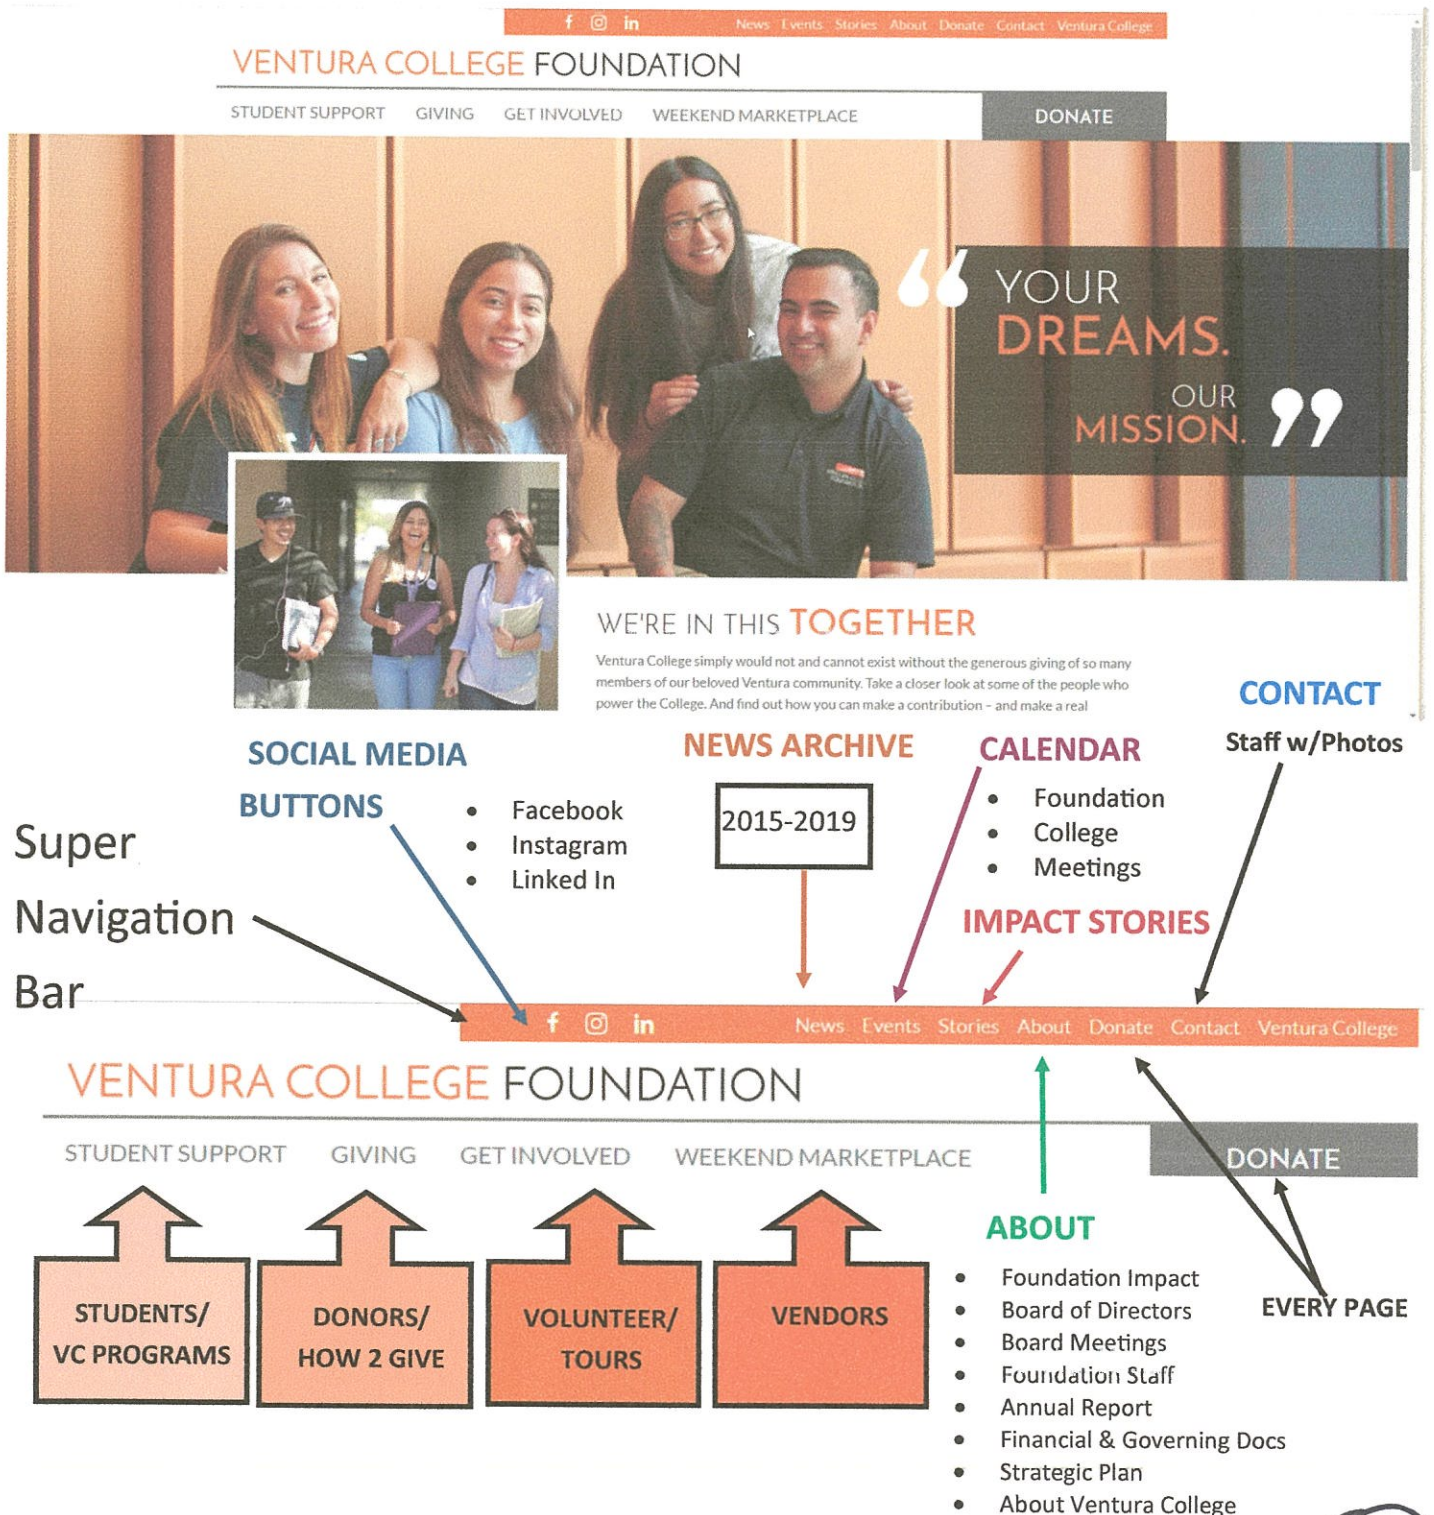 f in News Events Stories About Donate Contact Ventura College
VENTURA COLLEGE FOUNDATION
STUDENT SUPPORT GIVING GET INVOLVED WEEKEND MARKETPLACE DONATE
“ YOUR
DREAMS.
OUR
MISSION. ”
WE'RE IN THIS TOGETHER
Ventura College simply would not and cannot exist without the generous giving of so many
members of our beloved Ventura community. Take a closer look at some of the people who
power the College. And find out how you can make a contribution – and make a real
CONTACT
Staff w/Photos
SOCIAL MEDIA
BUTTONS
• Facebook
• Instagram
• Linked In
NEWS ARCHIVE
2015-2019
CALENDAR
• Foundation
• College
• Meetings
IMPACT STORIES
Super
Navigation
Bar
f in News Events Stories About Donate Contact Ventura College
VENTURA COLLEGE FOUNDATION
STUDENT SUPPORT GIVING GET INVOLVED WEEKEND MARKETPLACE DONATE
STUDENTS/
VC PROGRAMS
DONORS/
HOW 2 GIVE
VOLUNTEER/
TOURS
VENDORS
ABOUT
• Foundation Impact
• Board of Directors
• Board Meetings
• Foundation Staff
• Annual Report
• Financial & Governing Docs
• Strategic Plan
• About Ventura College
EVERY PAGE